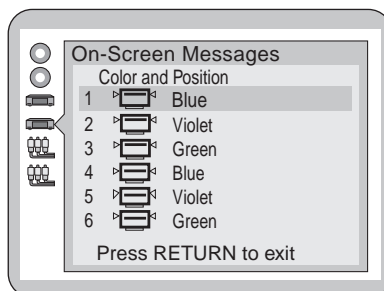 On-Screen Messages
Color and Position
1 Blue
2 Violet
3 Green
4 Blue
5 Violet
6 Green
Press RETURN to exit